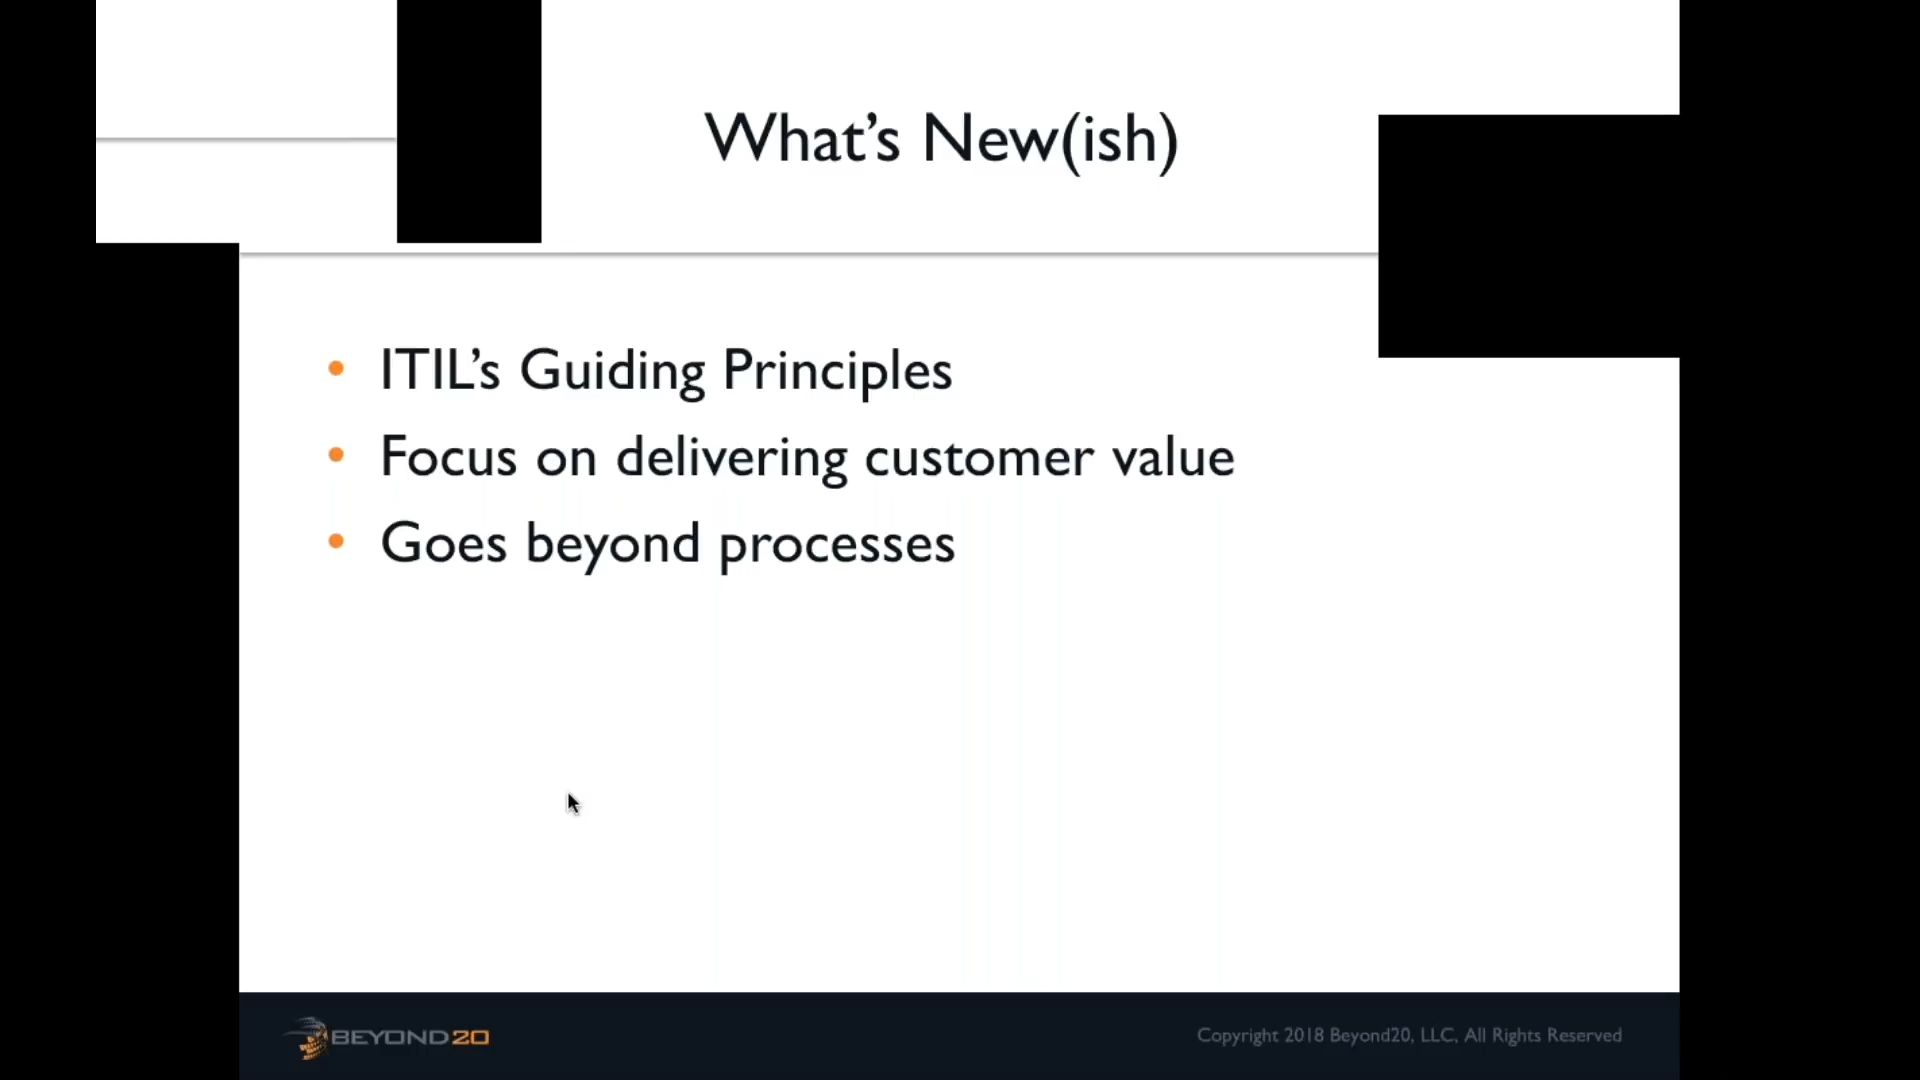 What’s New(ish)
ITIL’s Guiding Principles
Focus on delivering customer value
Goes beyond processes
BEYOND20
Copyright 2018 Beyond20, LLC, All Rights Reserved